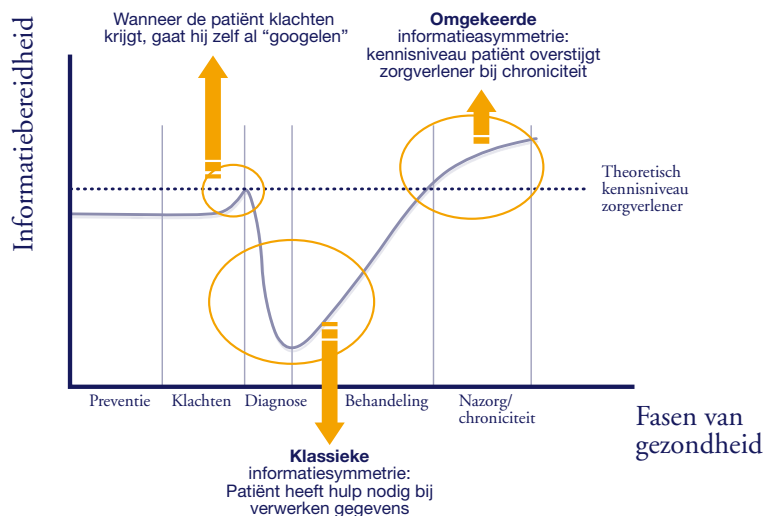 Wanneer de patiënt klachten
krijgt, gaat hij zelf al “googelen”
Omgekeerde
informatieasymmetrie:
kennisniveau patiënt overstijgt
zorgverlener bij chroniciteit
Informatiebereidheid
Theoretisch
kennisniveau
zorgverlener
Preventie
Klachten
Diagnose
Behandeling
Nazorg/
chroniciteit
Fasen van
gezondheid
Klassieke
informatiesymmetrie:
Patiënt heeft hulp nodig bij
verwerken gegevens